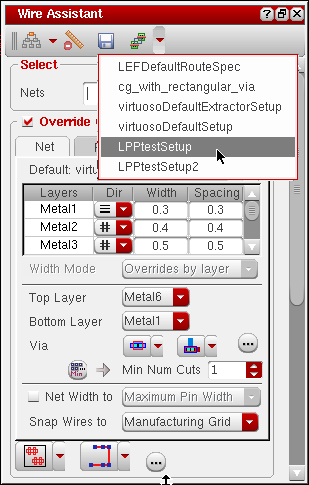 Wire Assistant
Select
Nets
LEFDefaultRouteSpec
cg_with_rectangular_via
virtuosoDefaultExtractorSetup
virtuosoDefaultSetup
LPPtestSetup
LPPtestSetup2
Override
Net
Default: virtu
Layers Dir Width Spacing
Metal1 0.3 0.3
Metal2 0.4 0.4
Metal3 0.5 0.5
Width Mode Overrides by layer
Top Layer Metal6
Bottom Layer Metal1
Via
Min Min Num Cuts 1
Net Width to Maximum Pin Width
Snap Wires to Manufacturing Grid